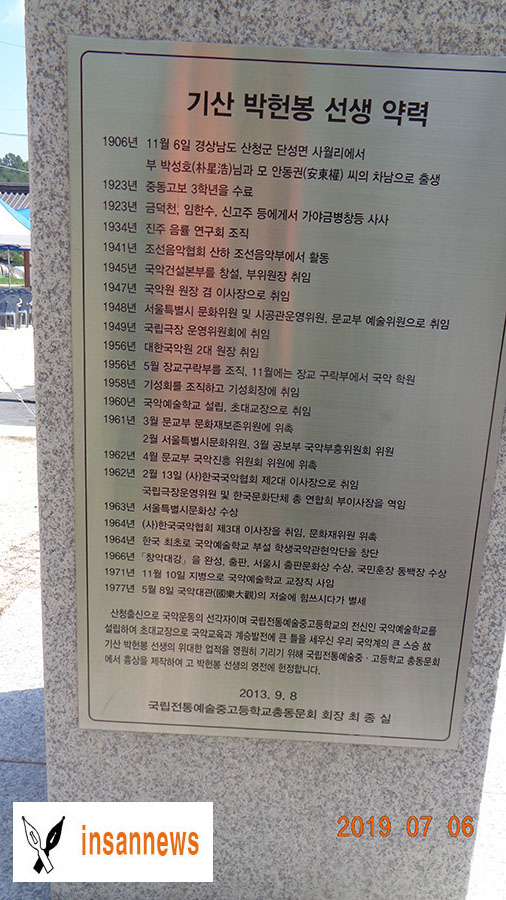 기산 박헌봉 선생 약력
1906년 11월 6일 경상남도 산청군 단성면 사월리에서
부 박성호(朴星浩)님과 모 안동권(安東權) 씨의 차남으로 출생
1923년 중동고보 3학년을 수료
1923년 금덕천, 임한수, 신고주 등에게서 가야금병창등 사사
1934년 진주 음률 연구회 조직
1941년 조선음악협회 산하 조선음악부에서 활동
1945년 국악건설본부를 창설, 부위원장 취임
1947년 국악원 원장 겸 이사장으로 취임
1948년 서울특별시 문화위원 및 시공관운영위원, 문교부 예술위원으로 취임
1949년 국립극장 운영위원회에 취임
1956년 대한국악원 2대 원장 취임
1956년 5월 장교구락부를 조직, 11월에는 장교 구락부에서 국악 학원
1958년 기성회를 조직하고 기성회장에 취임
1960년 국악예술학교 설립, 초대교장으로 취임
1961년 3월 문교부 문화재보존위원에 위촉
2월 서울특별시문화위원, 3월 공보부 국악부흥위원회 위원
1962년 4월 문교부 국악진흥 위원회 위원에 위촉
1962년 2월 13일 (사)한국국악협회 제2대 이사장으로 취임
국립극장운영위원 및 한국문화단체 총 연합회 부이사장을 역임
1963년 서울특별시문화상 수상
1964년 (사)한국국악협회 제3대 이사장을 취임, 문화재위원 위촉
1964년 한국 최초로 국악예술학교 부설 학생국악관현악단을 창단
1966년 「창악대강」을 완성, 출판, 서울시 출판문화상 수상, 국민훈장 동백장 수상
1971년 11월 10일 지병으로 국악예술학교 교장직 사임
1977년 5월 8일 국악대관(國樂大觀)의 저술에 힘쓰시다가 별세
산청출신으로 국악운동의 선각자이며 국립전통예술중고등학교의 전신인 국악예술학교를
설립하여 초대교장으로 국악교육과 계승발전에 큰 틀을 세우신 우리 국악계의 큰 스승 故
기산 박헌봉 선생의 위대한 업적을 영원히 기리기 위해 국립전통예술중·고등학교 총동문회
에서 흉상을 제작하여 고 박헌봉 선생의 영전에 헌정합니다.
2013. 9. 8
국립전통예술중고등학교총동문회 회장 최 종 실
2019 07 06
insannews